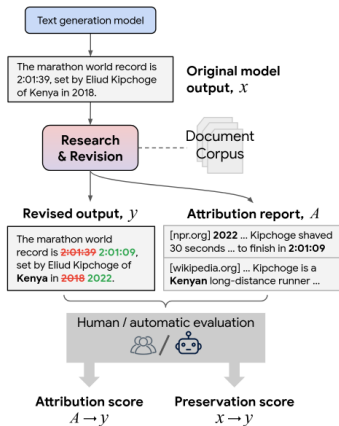 Text generation model
The marathon world record is
2:01:39, set by Eliud Kipchoge
of Kenya in 2018.
Original model
output, x
Research
& Revision
Document
Corpus
Revised output, y
The marathon world
record is 2:01:39 2:01:09,
set by Eliud Kipchoge of
Kenya in 2018 2022.
Attribution report, A
[npr.org] 2022 ... Kipchoge shaved
30 seconds ... to finish in 2:01:09
[wikipedia.org] ... Kipchoge is a
Kenyan long-distance runner ...
Human / automatic evaluation
/
Attribution score
A → y
Preservation score
x → y